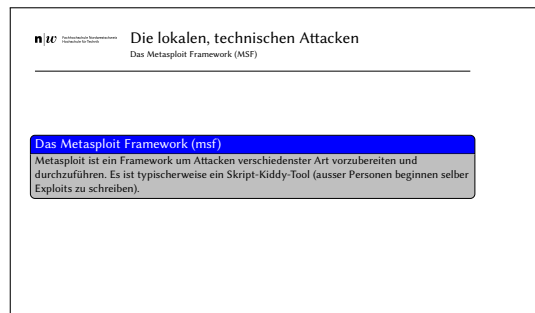 n|w Fachhochschule Nordwestschweiz
Hochschule für Technik
Die lokalen, technischen Attacken
Das Metasploit Framework (MSF)
Das Metasploit Framework (msf)
Metasploit ist ein Framework um Attacken verschiedenster Art vorzubereiten und
durchzuführen. Es ist typischerweise ein Skript-Kiddy-Tool (ausser Personen beginnen selber
Exploits zu schreiben).